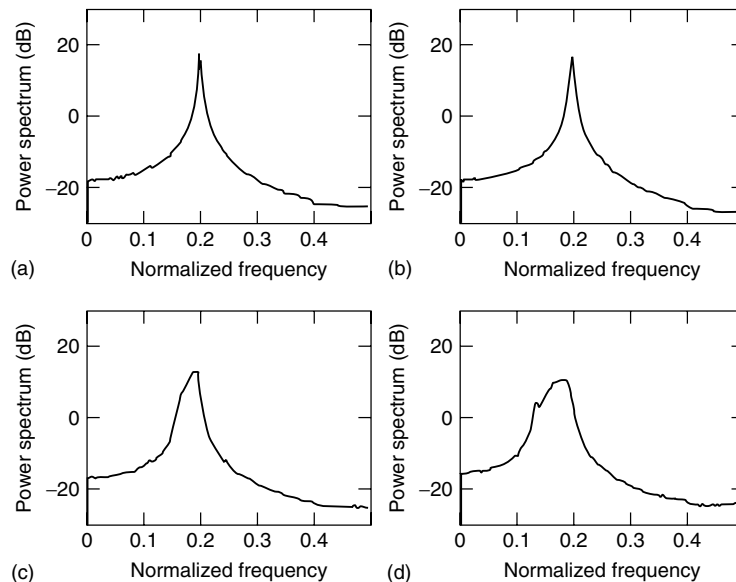 20
0
−20
0 0.1 0.2 0.3 0.4
Power spectrum (dB)
Normalized frequency
(a)
20
0
−20
0 0.1 0.2 0.3 0.4
Power spectrum (dB)
Normalized frequency
(b)
20
0
−20
0 0.1 0.2 0.3 0.4
Power spectrum (dB)
Normalized frequency
(c)
20
0
−20
0 0.1 0.2 0.3 0.4
Power spectrum (dB)
Normalized frequency
(d)